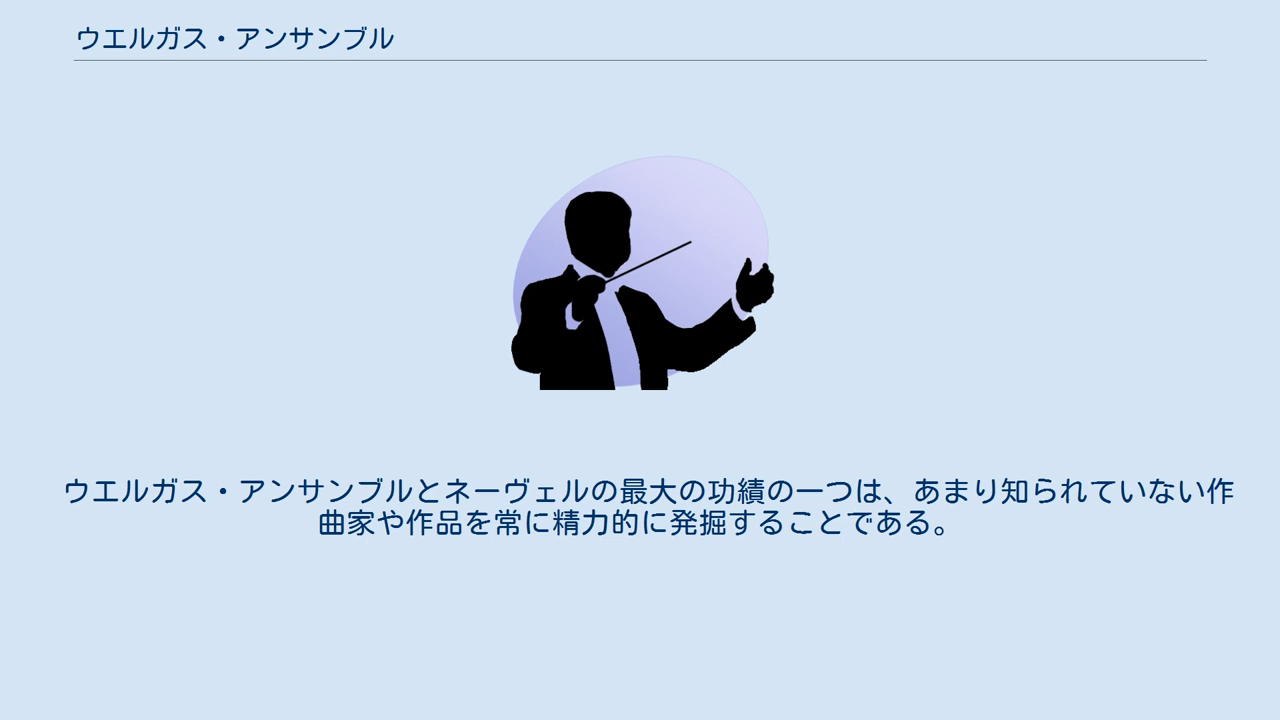 ウエルガス・アンサンブル
ウエルガス・アンサンブルとネーヴェルの最大の功績の一つは、あまり知られていない作
曲家や作品を常に精力的に発掘することである。